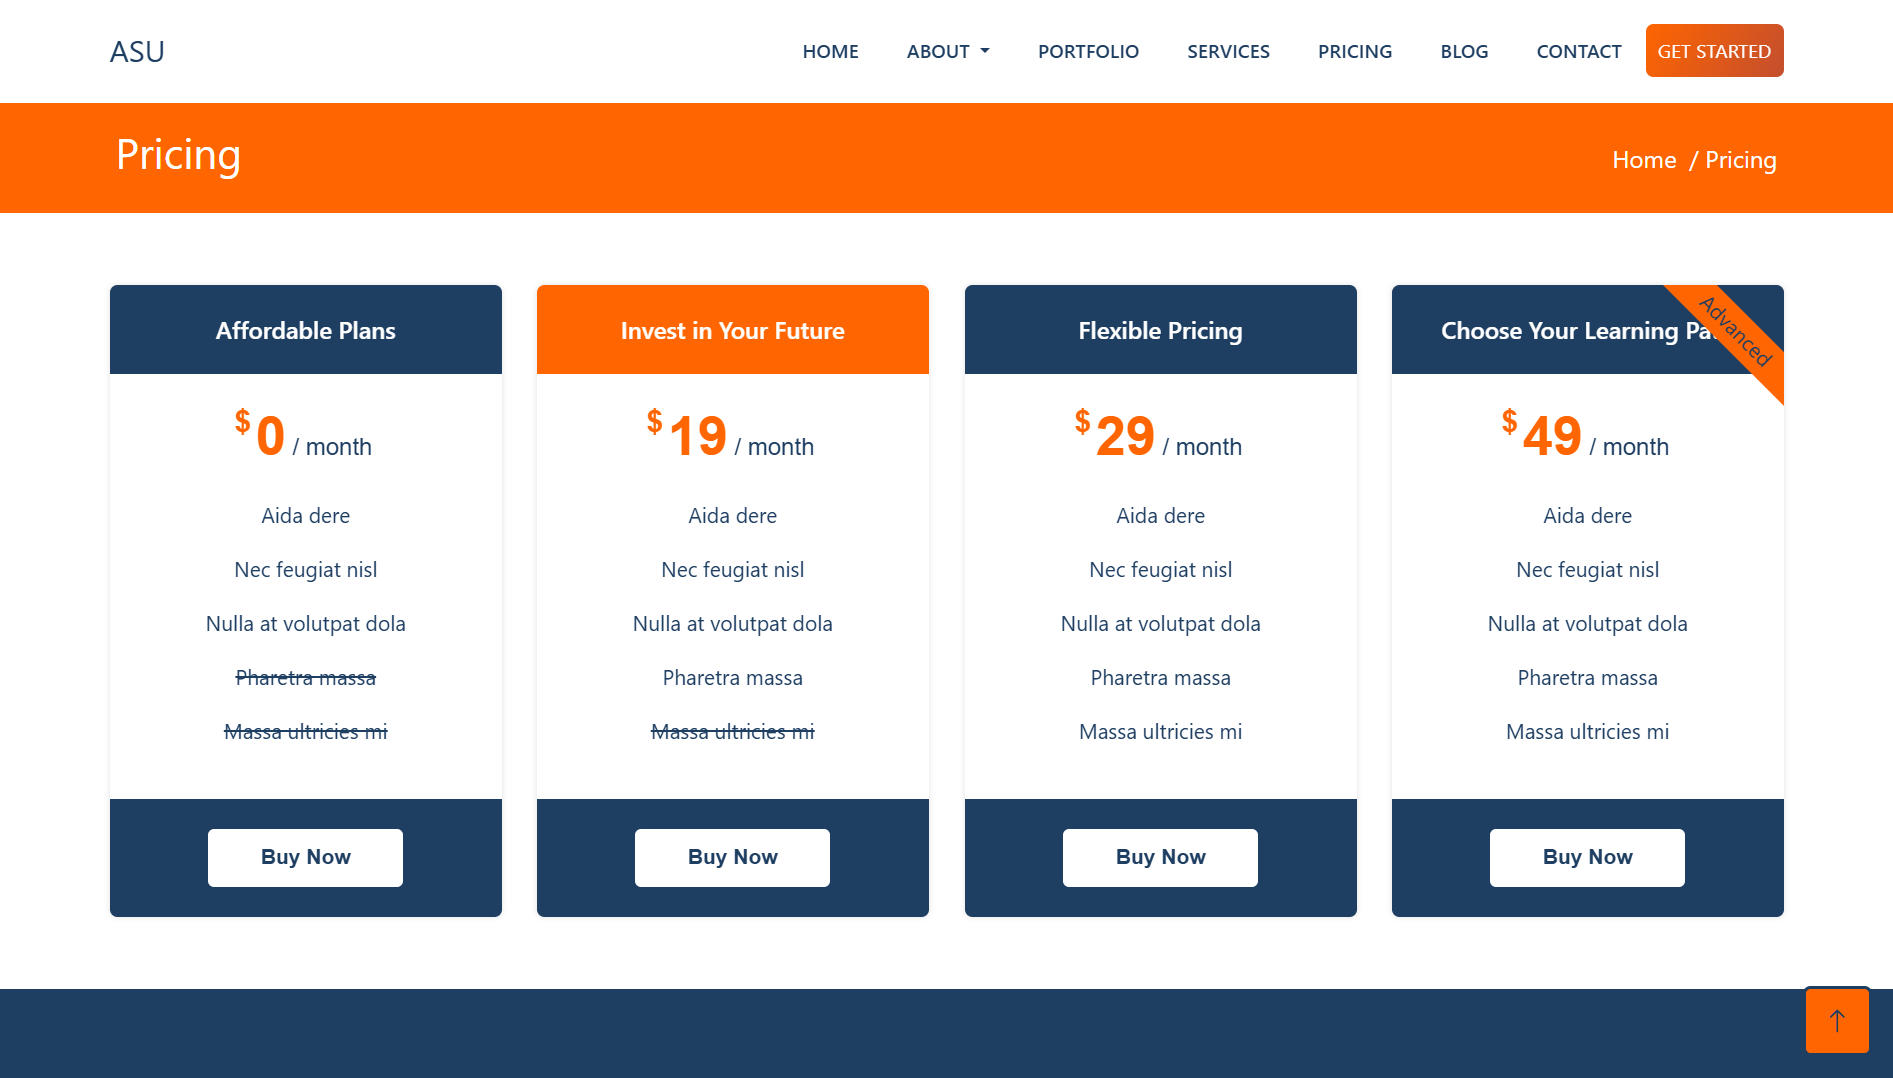 ASU
HOME ABOUT PORTFOLIO SERVICES PRICING BLOG CONTACT GET STARTED
Pricing
Home / Pricing
Affordable Plans
$0 / month
Aida dere
Nec feugiat nisl
Nulla at volutpat dola
Pharetra massa
Massa ultricies mi
Buy Now
Invest in Your Future
$19 / month
Aida dere
Nec feugiat nisl
Nulla at volutpat dola
Pharetra massa
Massa ultricies mi
Buy Now
Flexible Pricing
$29 / month
Aida dere
Nec feugiat nisl
Nulla at volutpat dola
Pharetra massa
Massa ultricies mi
Buy Now
Advanced
Choose Your Learning
$49 / month
Aida dere
Nec feugiat nisl
Nulla at volutpat dola
Pharetra massa
Massa ultricies mi
Buy Now